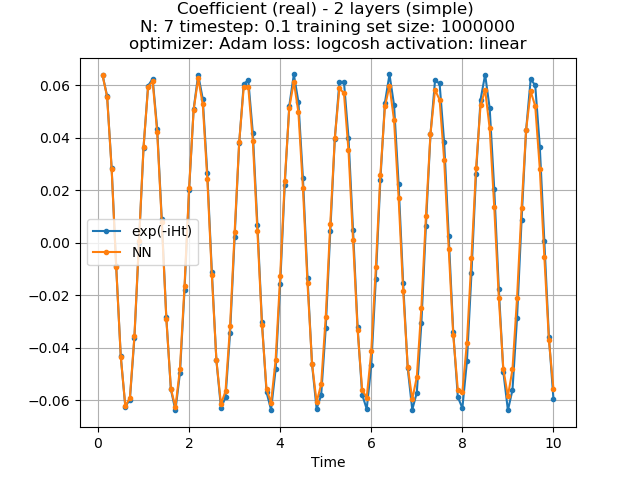 Coefficient (real) - 2 layers (simple)
N: 7 timestep: 0.1 training set size: 1000000
optimizer: Adam loss: logcosh activation: linear
0.06
0.04
0.02
0.00
−0.02
−0.04
−0.06
exp(-iHt)
NN
0 2 4 6 8 10
Time